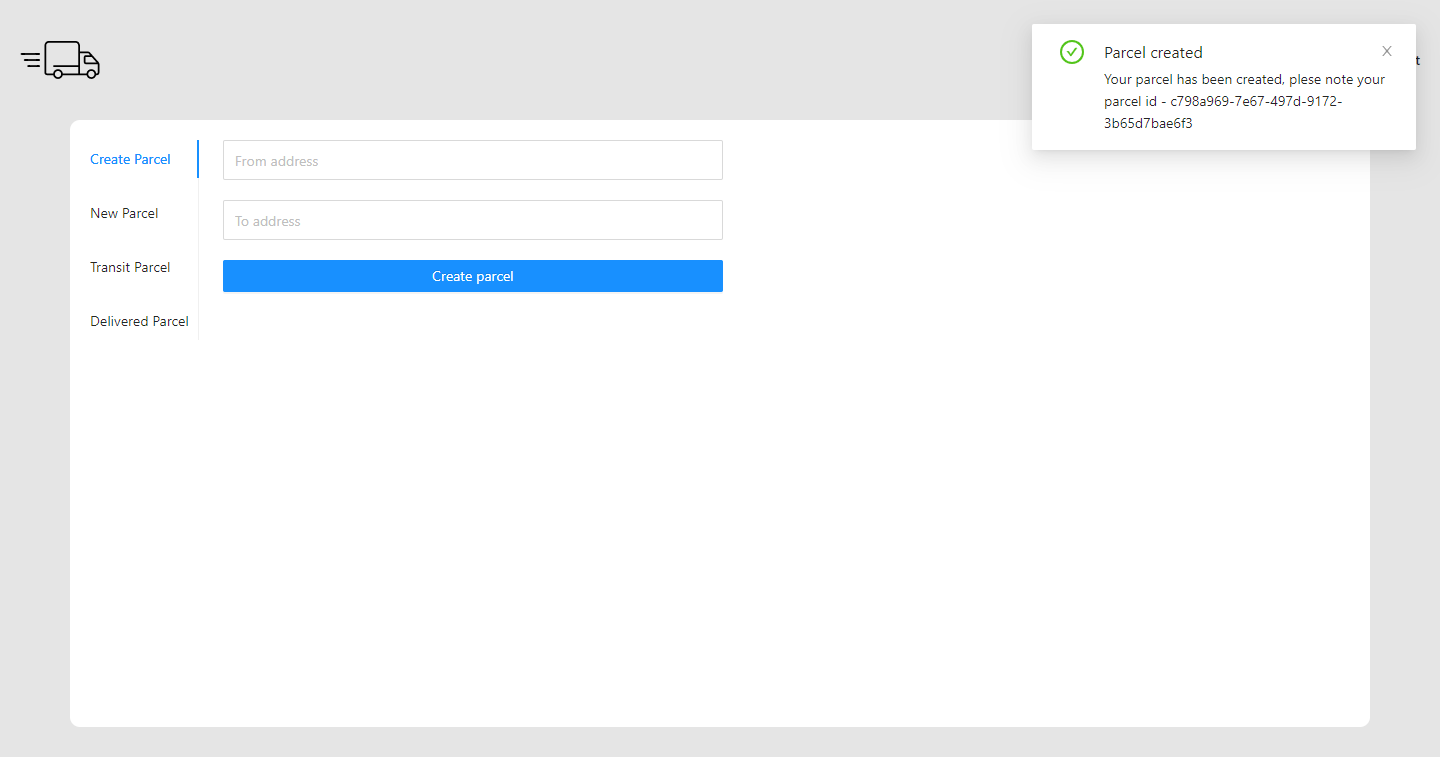 Parcel created
Your parcel has been created, plese note your
parcel id - c798a969-7e67-497d-9172-
3b65d7bae6f3
Create Parcel
New Parcel
Transit Parcel
Delivered Parcel
From address
To address
Create parcel